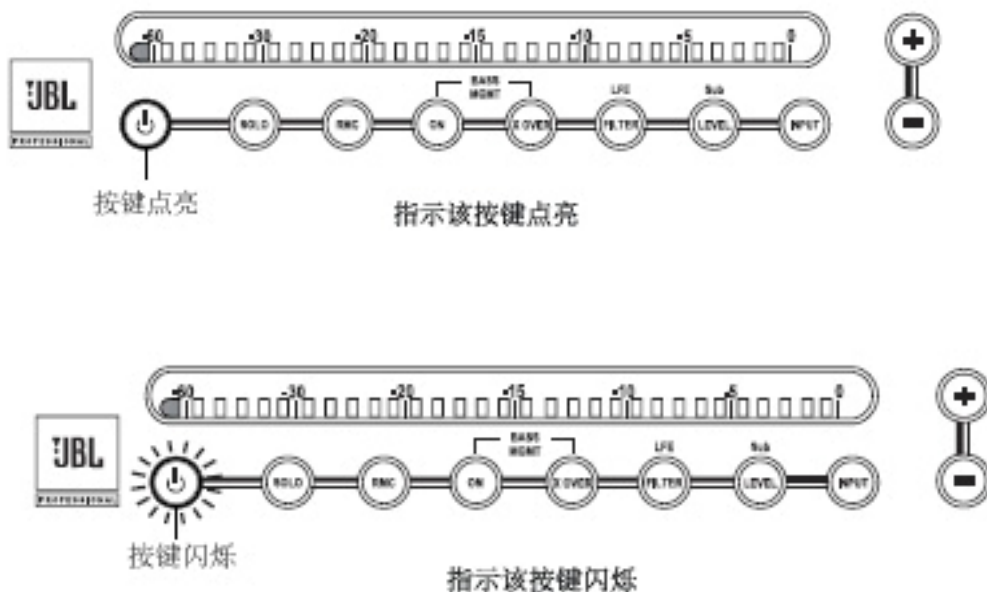 -60 -30 -20 -15 -10 -5 0
BASS MGMT LFE Sub
JBL
PROFESSIONAL
SOLO RMC ON X OVER FILTER LEVEL INPUT
按键点亮
指示该按键点亮
-60 -30 -20 -15 -10 -5 0
BASS MGMT LFE Sub
JBL
PROFESSIONAL
SOLO RMC ON X OVER FILTER LEVEL INPUT
按键闪烁
指示该按键闪烁